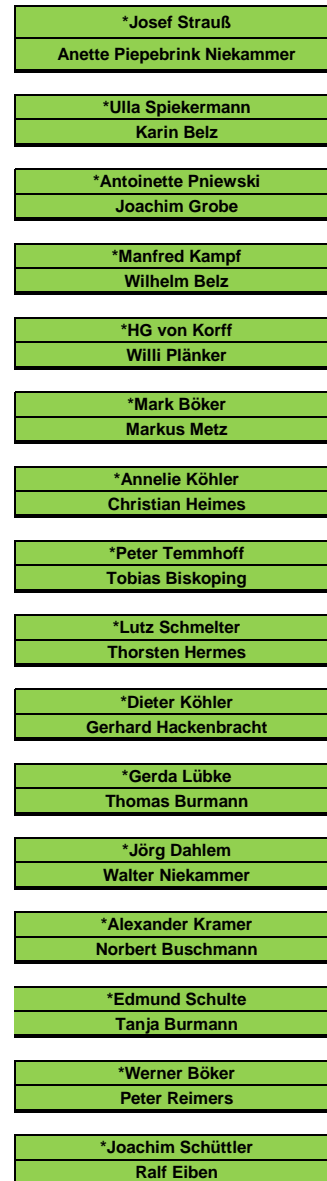 *Josef Strauß
Anette Piepebrink Niekammer
*Ulla Spiekermann
Karin Belz
*Antoinette Pniewski
Joachim Grobe
*Manfred Kampf
Wilhelm Belz
*HG von Korff
Willi Plänker
*Mark Böker
Markus Metz
*Annelie Köhler
Christian Heimes
*Peter Temmhoff
Tobias Biskoping
*Lutz Schmelter
Thorsten Hermes
*Dieter Köhler
Gerhard Hackenbracht
*Gerda Lübke
Thomas Burmann
*Jörg Dahlem
Walter Niekammer
*Alexander Kramer
Norbert Buschmann
*Edmund Schulte
Tanja Burmann
*Werner Böker
Peter Reimers
*Joachim Schüttler
Ralf Eiben